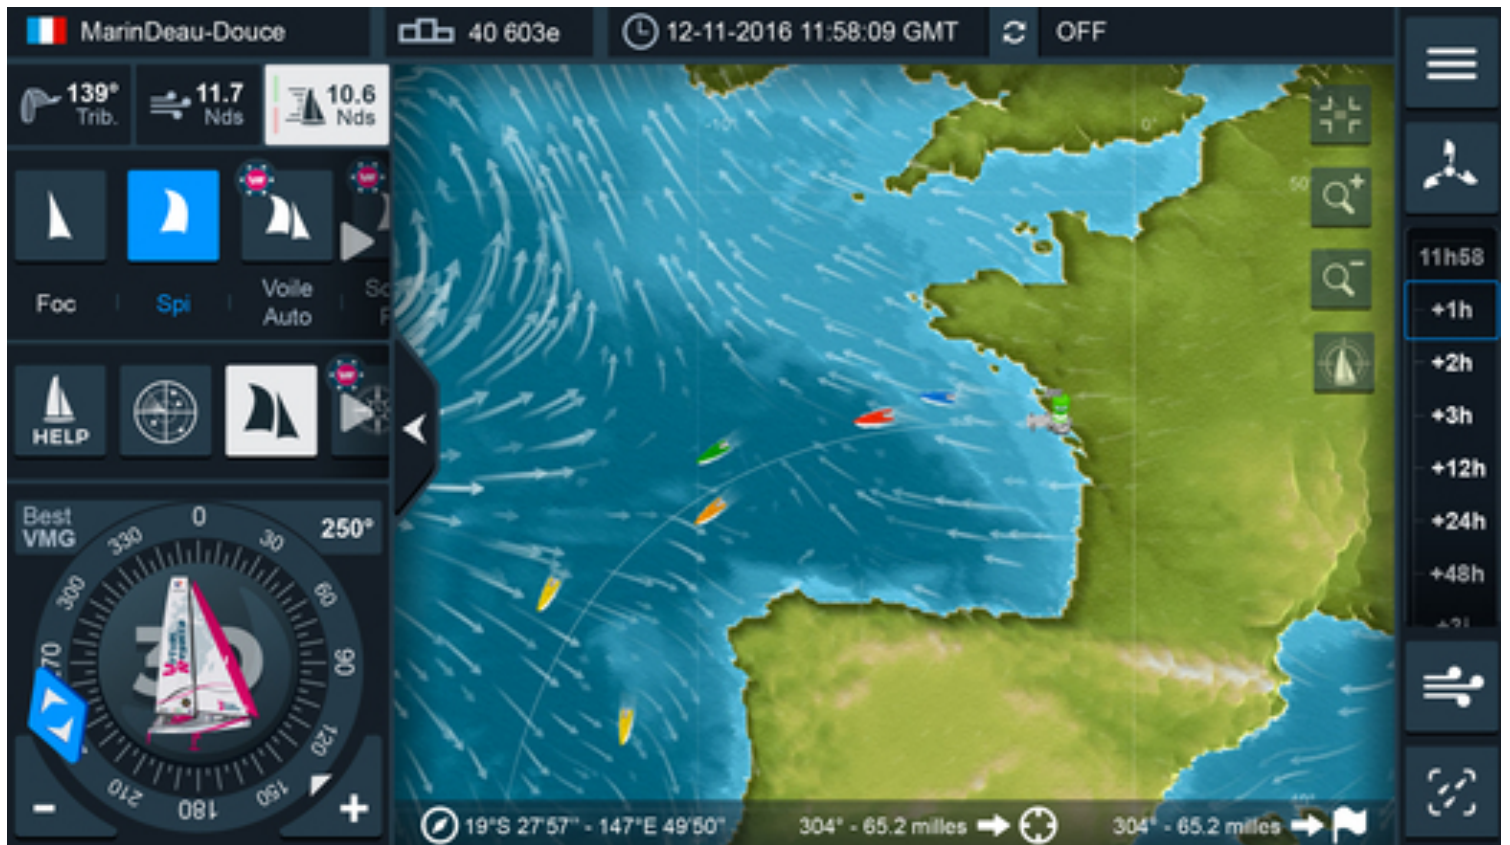 MarinDeau-Douce
40 603e
12-11-2016 11:58:09 GMT
OFF
139°
Trib.
11.7
Nds
10.6
Nds
Foc
Spi
Voile
Auto
HELP
Best
VMG
250°
0
30
60
90
120
150
180
210
300
330
-10°
0°
50°
11h58
+1h
+2h
+3h
+12h
+24h
+48h
19°S 27'57" - 147°E 49'50"
304° - 65.2 milles
304° - 65.2 milles